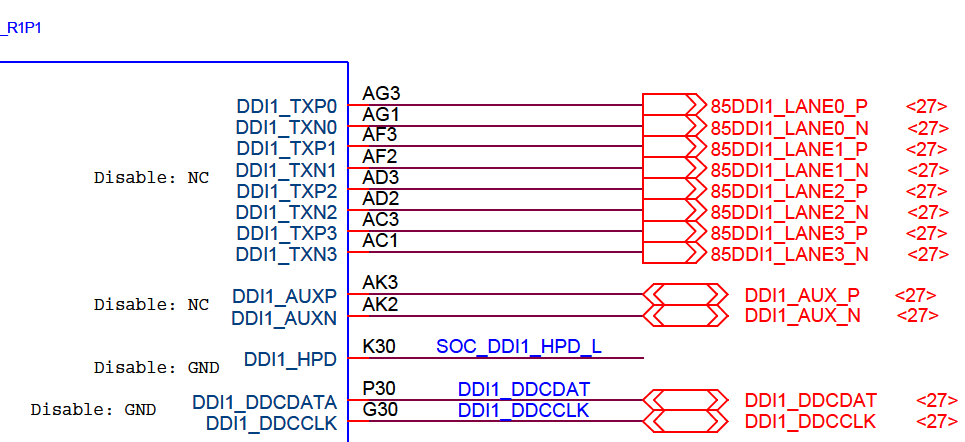 _R1P1
DDI1_TXP0 AG3 85DDI1_LANE0_P <27>
DDI1_TXN0 AG1 85DDI1_LANE0_N <27>
DDI1_TXP1 AF3 85DDI1_LANE1_P <27>
DDI1_TXN1 AF2 85DDI1_LANE1_N <27>
Disable: NC
DDI1_TXP2 AD3 85DDI1_LANE2_P <27>
DDI1_TXN2 AD2 85DDI1_LANE2_N <27>
DDI1_TXP3 AC3 85DDI1_LANE3_P <27>
DDI1_TXN3 AC1 85DDI1_LANE3_N <27>
DDI1_AUXP AK3 DDI1_AUX_P <27>
Disable: NC
DDI1_AUXN AK2 DDI1_AUX_N <27>
DDI1_HPD K30 SOC_DDI1_HPD_L
Disable: GND
DDI1_DDCDATA P30 DDI1_DDCDAT DDI1_DDCDAT <27>
Disable: GND
DDI1_DDCCLK G30 DDI1_DDCCLK DDI1_DDCCLK <27>